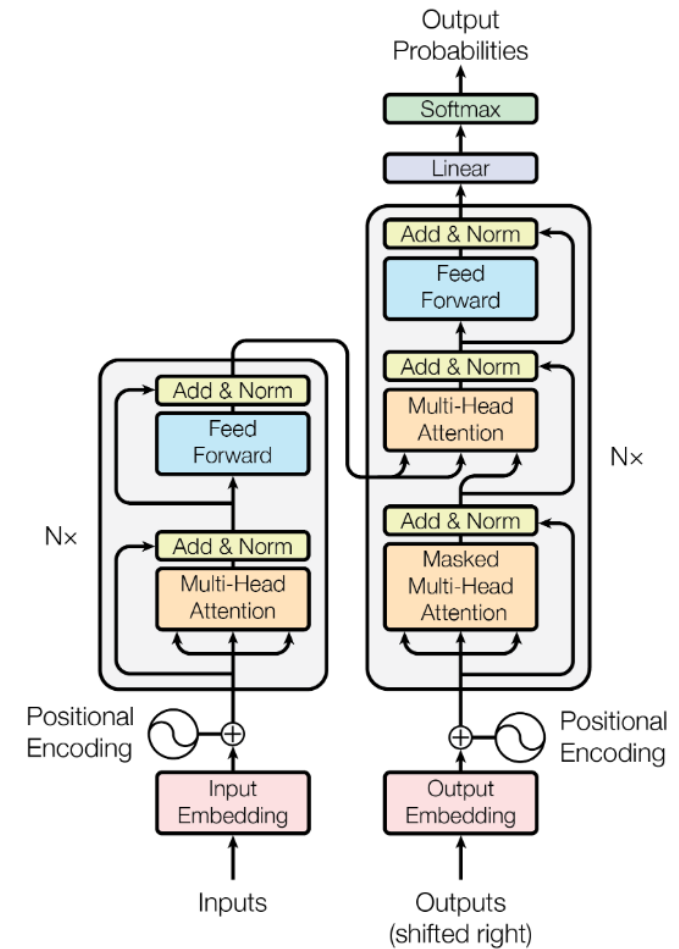 Output
Probabilities
Softmax
Linear
Add & Norm
Feed
Forward
Add & Norm
Multi-Head
Attention
Add & Norm
Masked
Multi-Head
Attention
Nx
Add & Norm
Feed
Forward
Add & Norm
Multi-Head
Attention
Nx
Positional
Encoding
Positional
Encoding
Input
Embedding
Output
Embedding
Inputs
Outputs
(shifted right)